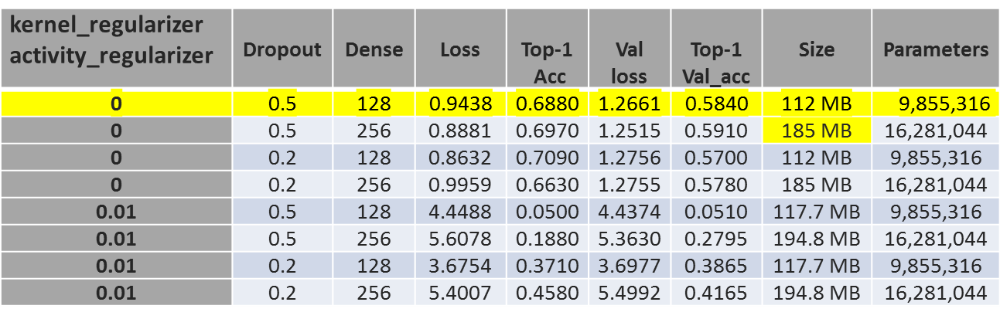 kernel_regularizer activity_regularizer Dropout Dense Loss Top-1 Acc Val loss Top-1 Val_acc Size Parameters
0 0.5 128 0.9438 0.6880 1.2661 0.5840 112 MB 9,855,316
0 0.5 256 0.8881 0.6970 1.2515 0.5910 185 MB 16,281,044
0 0.2 128 0.8632 0.7090 1.2756 0.5700 112 MB 9,855,316
0 0.2 256 0.9959 0.6630 1.2755 0.5780 185 MB 16,281,044
0.01 0.5 128 4.4488 0.0500 4.4374 0.0510 117.7 MB 9,855,316
0.01 0.5 256 5.6078 0.1880 5.3630 0.2795 194.8 MB 16,281,044
0.01 0.2 128 3.6754 0.3710 3.6977 0.3865 117.7 MB 9,855,316
0.01 0.2 256 5.4007 0.4580 5.4992 0.4165 194.8 MB 16,281,044